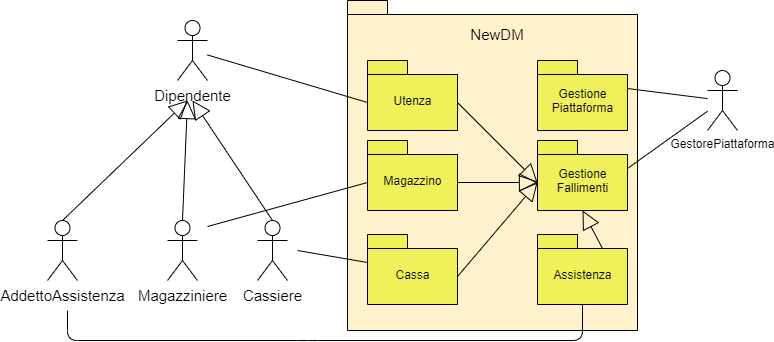 NewDM
Dipendente
Utenza
Gestione
Piattaforma
GestorePiattaforma
Magazzino
Gestione
Fallimenti
AddettoAssistenza
Magazziniere
Cassiere
Cassa
Assistenza